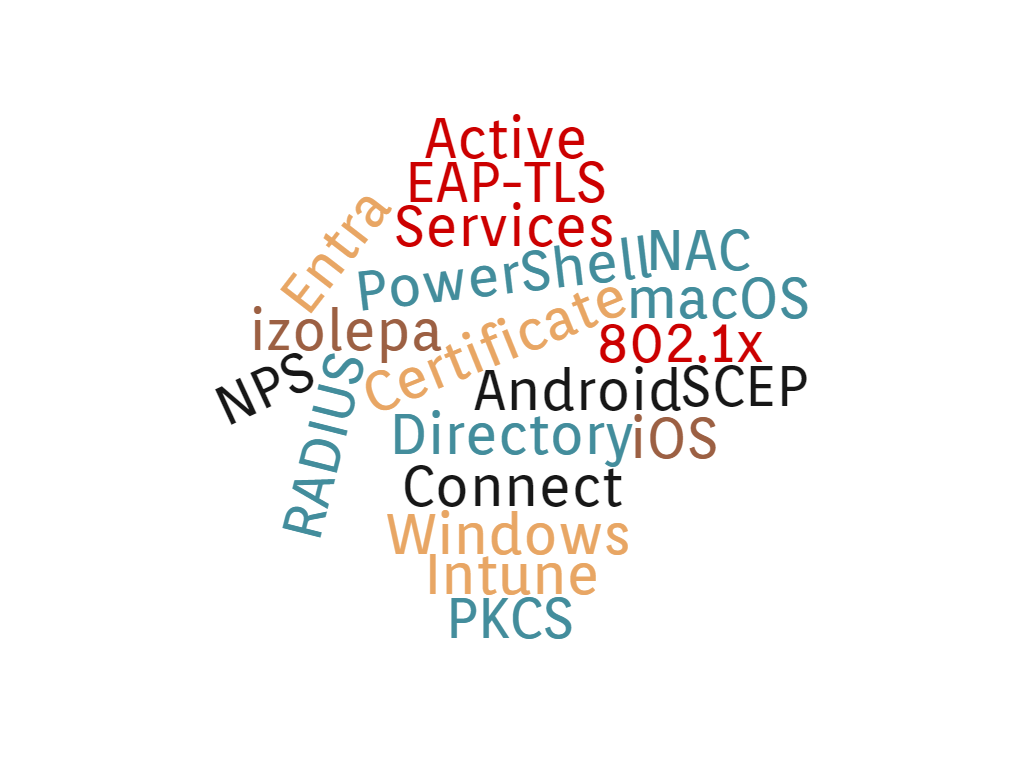 Active
EAP-TLS
Entra
Services
PowerShell
NAC
macOS
izolepa
Certificate
802.1x
NPS
RADIUS
Android
SCEP
Directory
iOS
Connect
Windows
Intune
PKCS